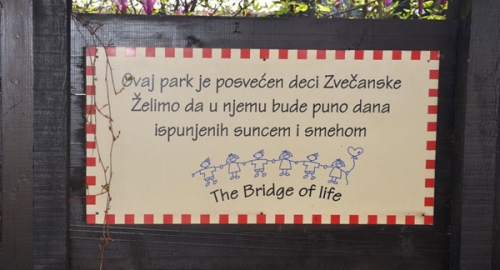 Ovaj park je posvećen deci Zvečanske
Želimo da u njemu bude puno dana
ispunjenih suncem i smehom
The Bridge of life